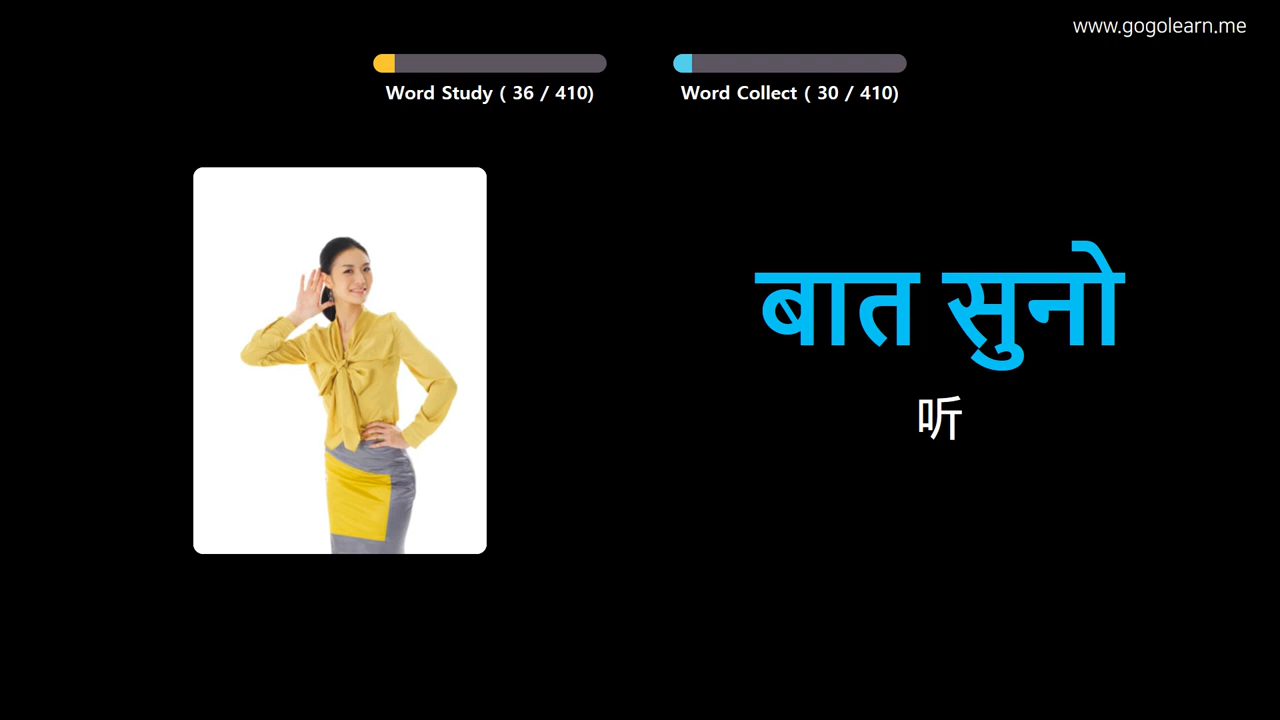 www.gogolearn.me
Word Study ( 36 / 410)
Word Collect ( 30 / 410)
बात सुनो
听